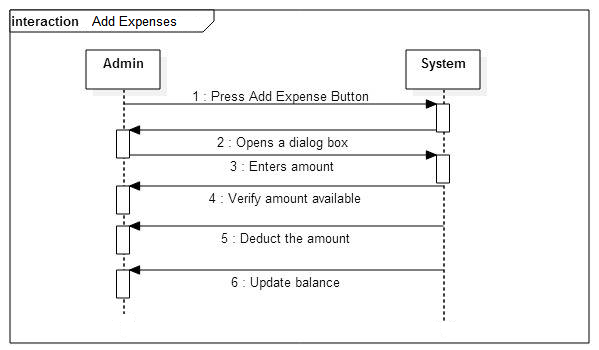 interaction Add Expenses
Admin
System
1 : Press Add Expense Button
2 : Opens a dialog box
3 : Enters amount
4 : Verify amount available
5 : Deduct the amount
6 : Update balance